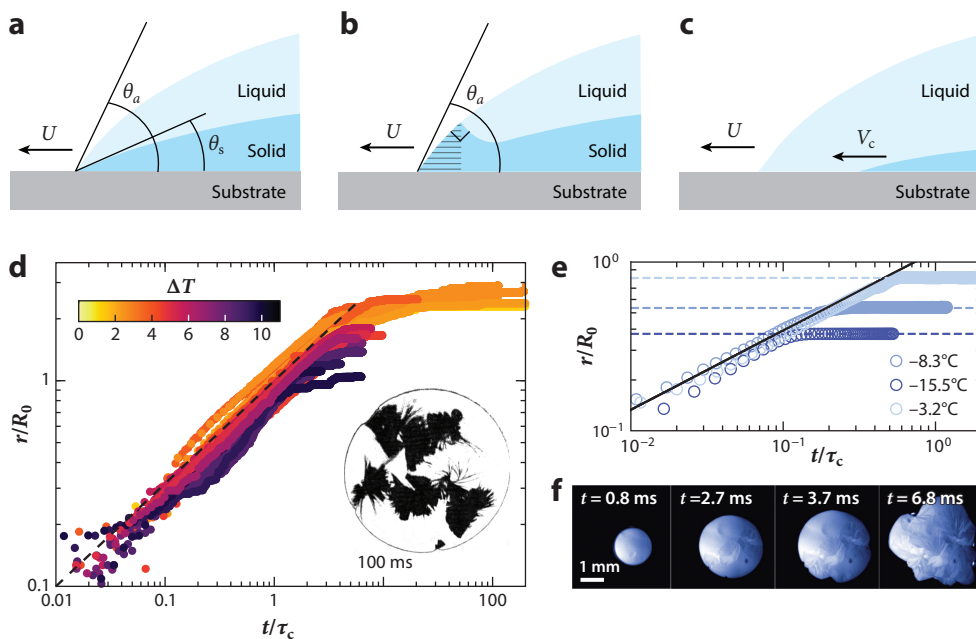 a
θa
θs
U
Liquid
Solid
Substrate
b
θa
U
Liquid
Solid
Substrate
c
U
Vc
Liquid
Substrate
d
ΔT
0 2 4 6 8 10
r/R0
1
0.1
0.01 0.1 1 10 100
t/τc
100 ms
e
r/R0
10⁰
10⁻¹
−8.3°C
−15.5°C
−3.2°C
10⁻² 10⁻¹ 10⁰
t/τc
f
t = 0.8 ms t = 2.7 ms t = 3.7 ms t = 6.8 ms
1 mm